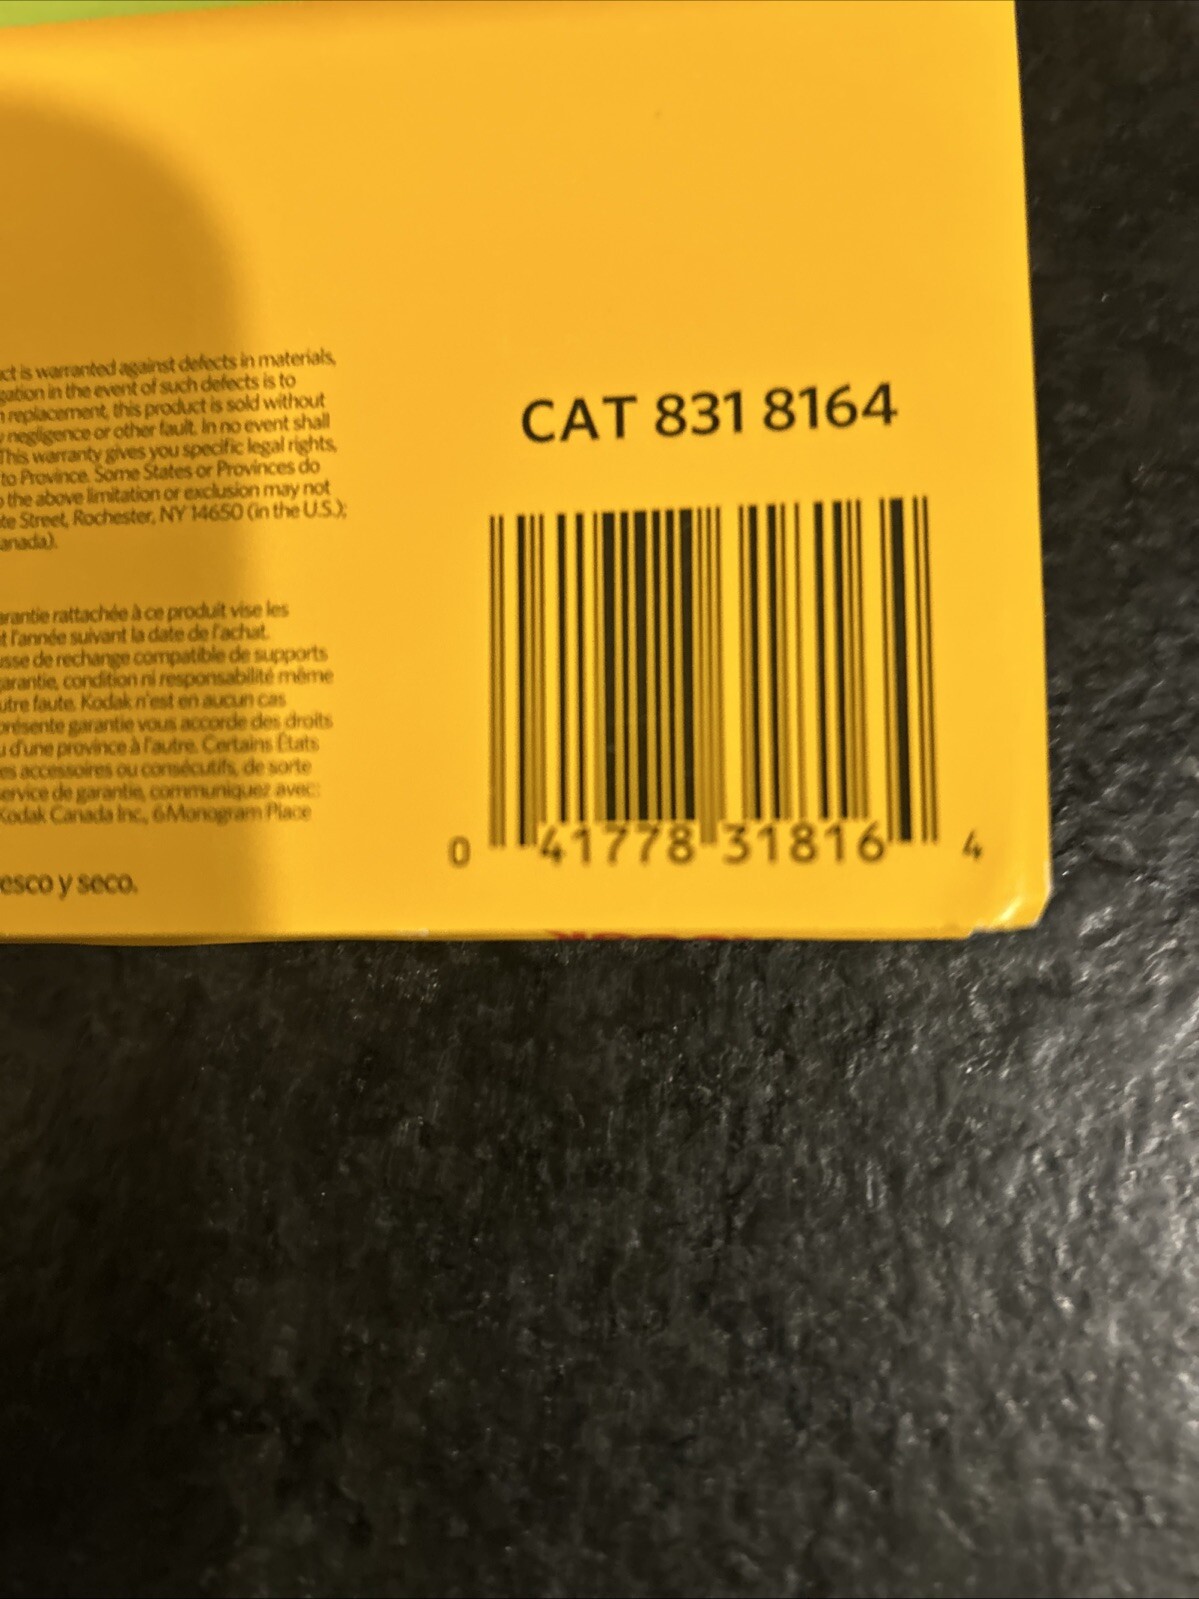 ct is warranted against defects in materials,
gation in the event of such defects is to
replacement, this product is sold without
negligence or other fault. In no event shall
This warranty gives you specific legal rights,
to Province. Some States or Provinces do
the above limitation or exclusion may not
te Street, Rochester, NY 14650 (in the U.S.);
anada).
arantie rattachée à ce produit vise les
t l'année suivant la date de l'achat.
usse de rechange compatible de supports
garantie, condition ni responsabilité même
utre faute. Kodak n'est en aucun cas
présente garantie vous accorde des droits
u d'une province à l'autre. Certains États
es accessoires ou consécutifs, de sorte
ervice de garantie, communiquez avec:
Kodak Canada Inc., 6 Monogram Place
esco y seco.
CAT 831 8164
0 41778 31816 4